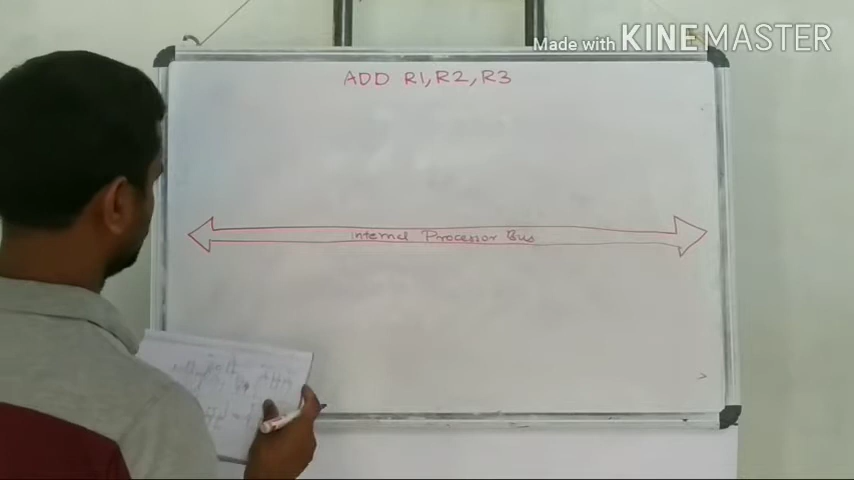 Made with KINEMASTER
ADD R1,R2,R3
Internal Processor Bus